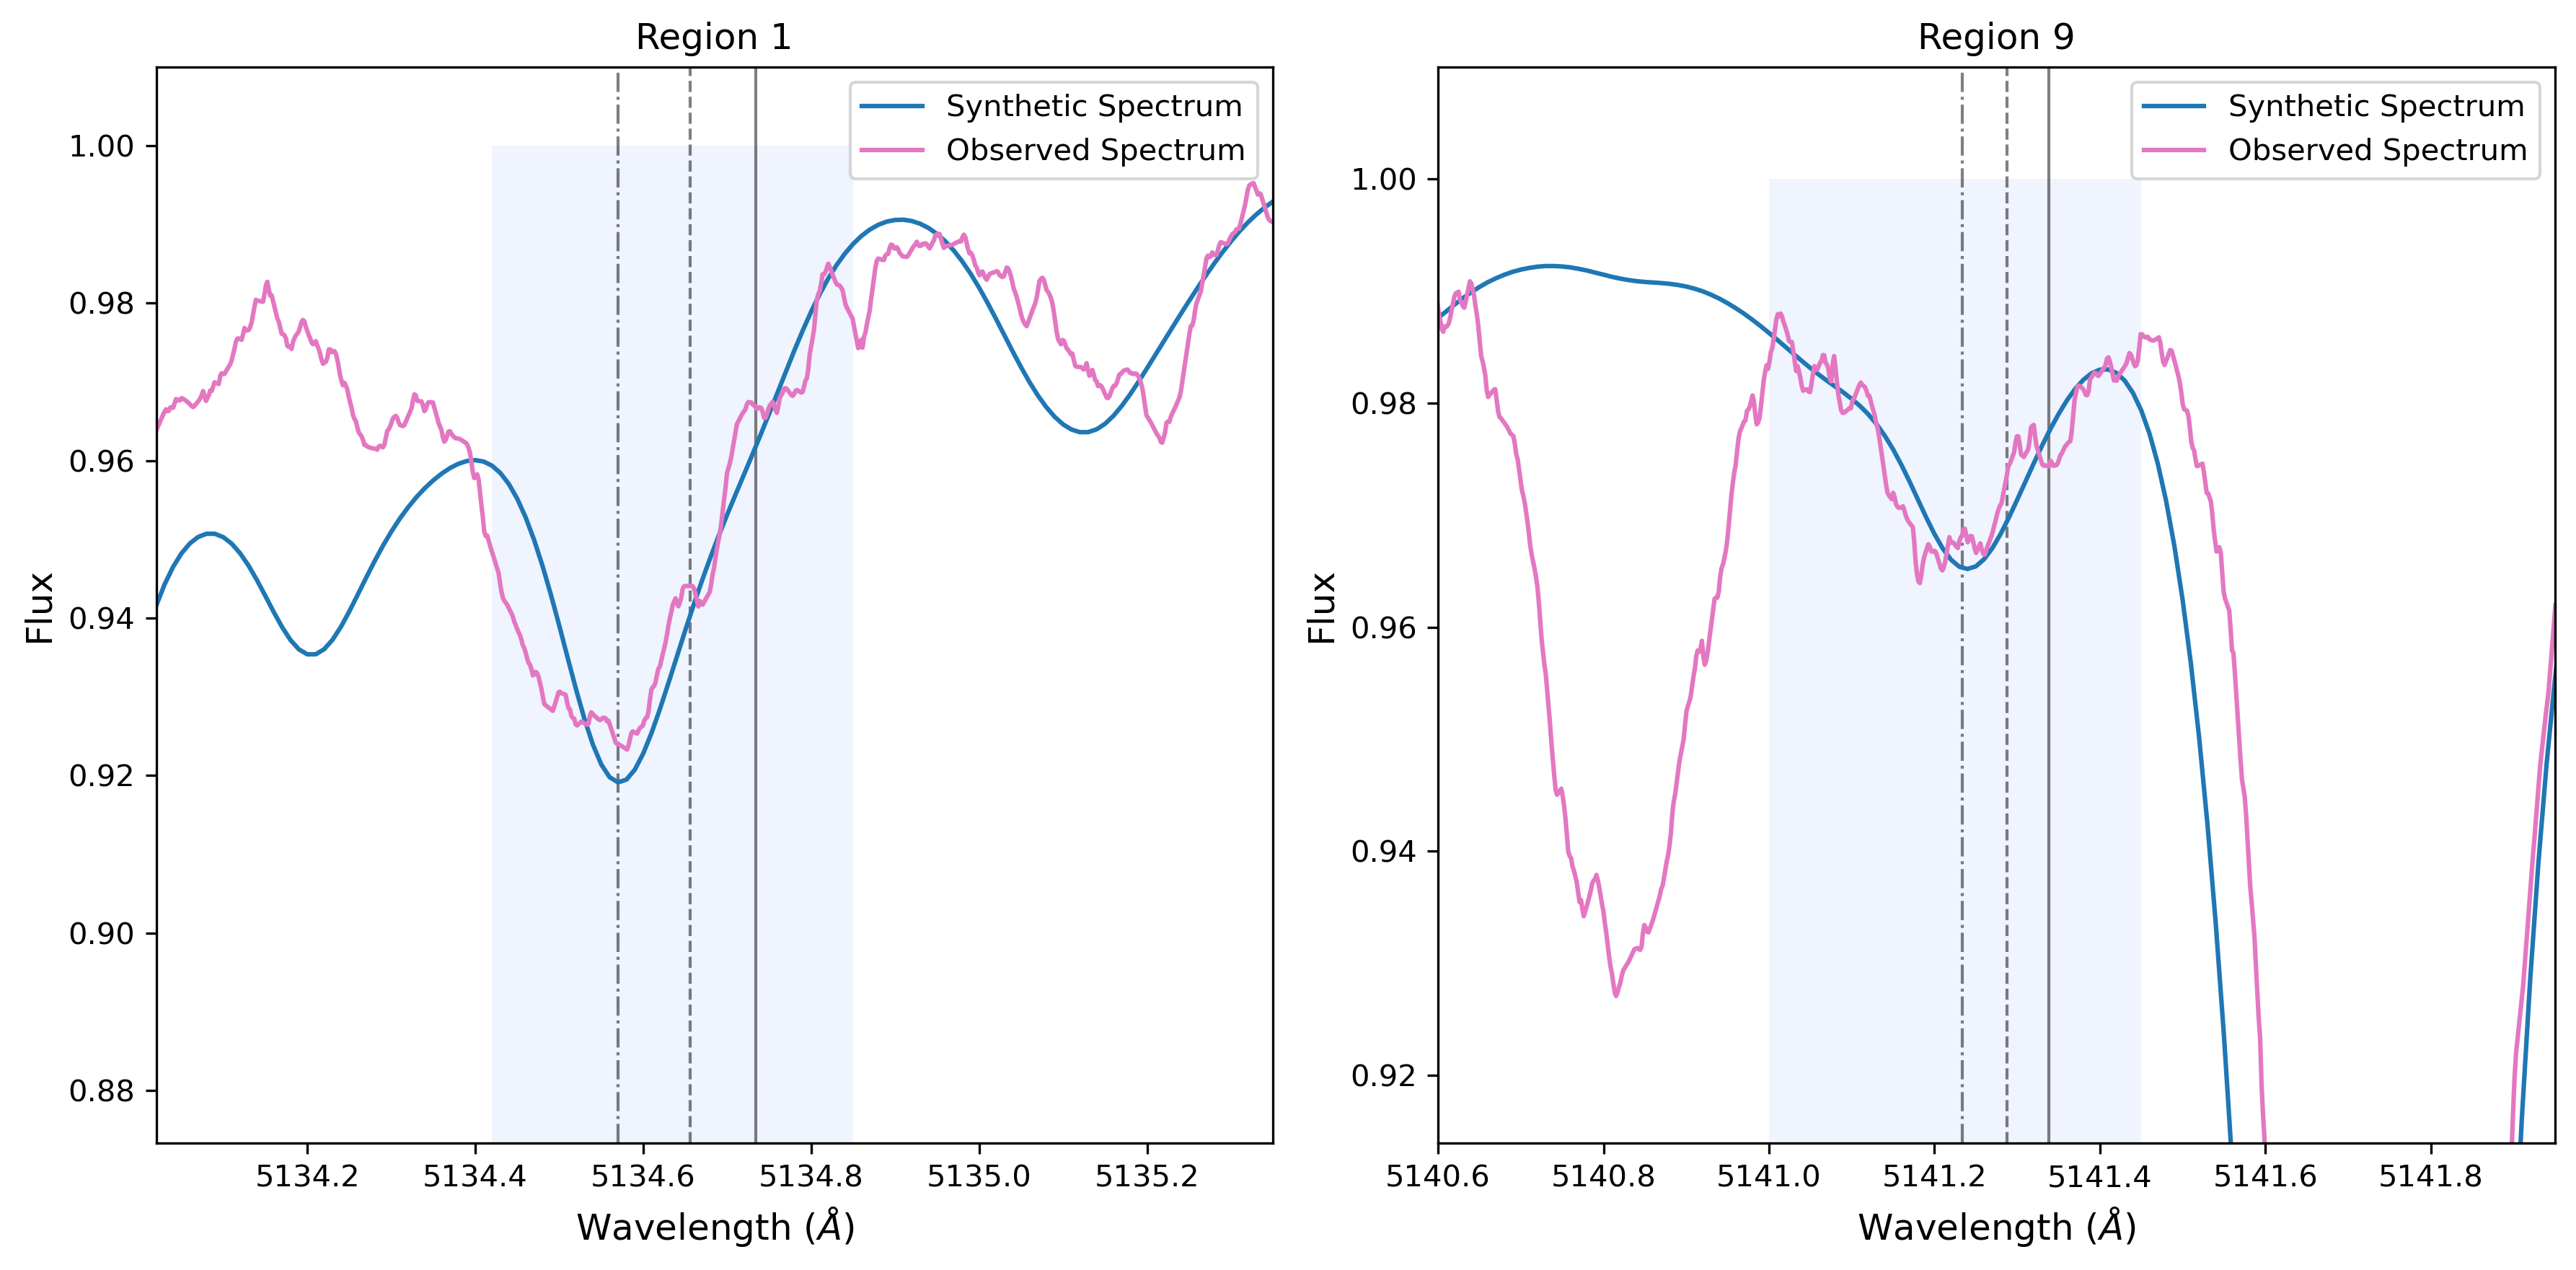 Region 1
Synthetic Spectrum
Observed Spectrum
1.00
0.98
0.96
0.94
0.92
0.90
0.88
Flux
5134.2 5134.4 5134.6 5134.8 5135.0 5135.2
Wavelength (Å)
Region 9
Synthetic Spectrum
Observed Spectrum
1.00
0.98
0.96
0.94
0.92
Flux
5140.6 5140.8 5141.0 5141.2 5141.4 5141.6 5141.8
Wavelength (Å)